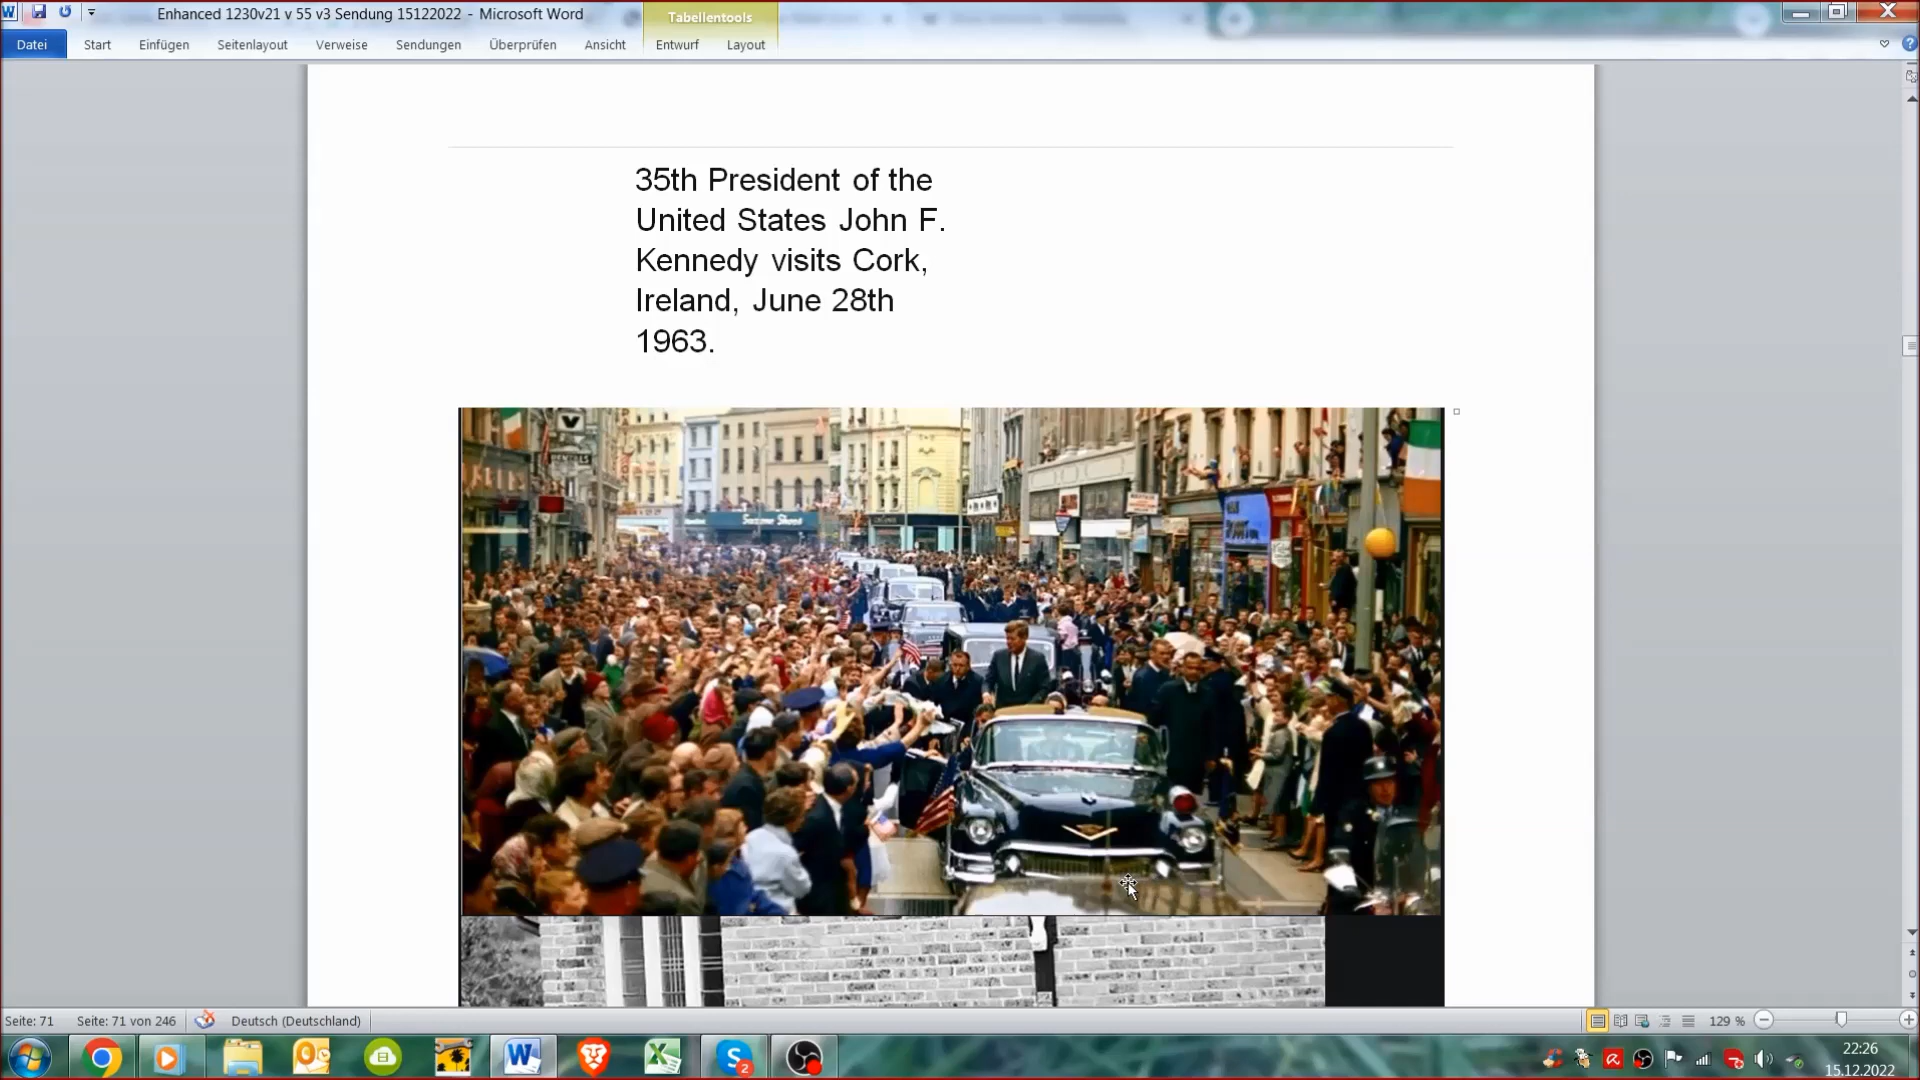 Enhanced 1230v21 v 55 v3 Sendung 15122022 - Microsoft Word
Tabellentools
Datei Start Einfügen Seitenlayout Verweise Sendungen Überprüfen Ansicht Entwurf Layout
35th President of the
United States John F.
Kennedy visits Cork,
Ireland, June 28th
1963.
Seite: 71 Seite: 71 von 246 Deutsch (Deutschland) 129 %
2
22:26
15.12.2022